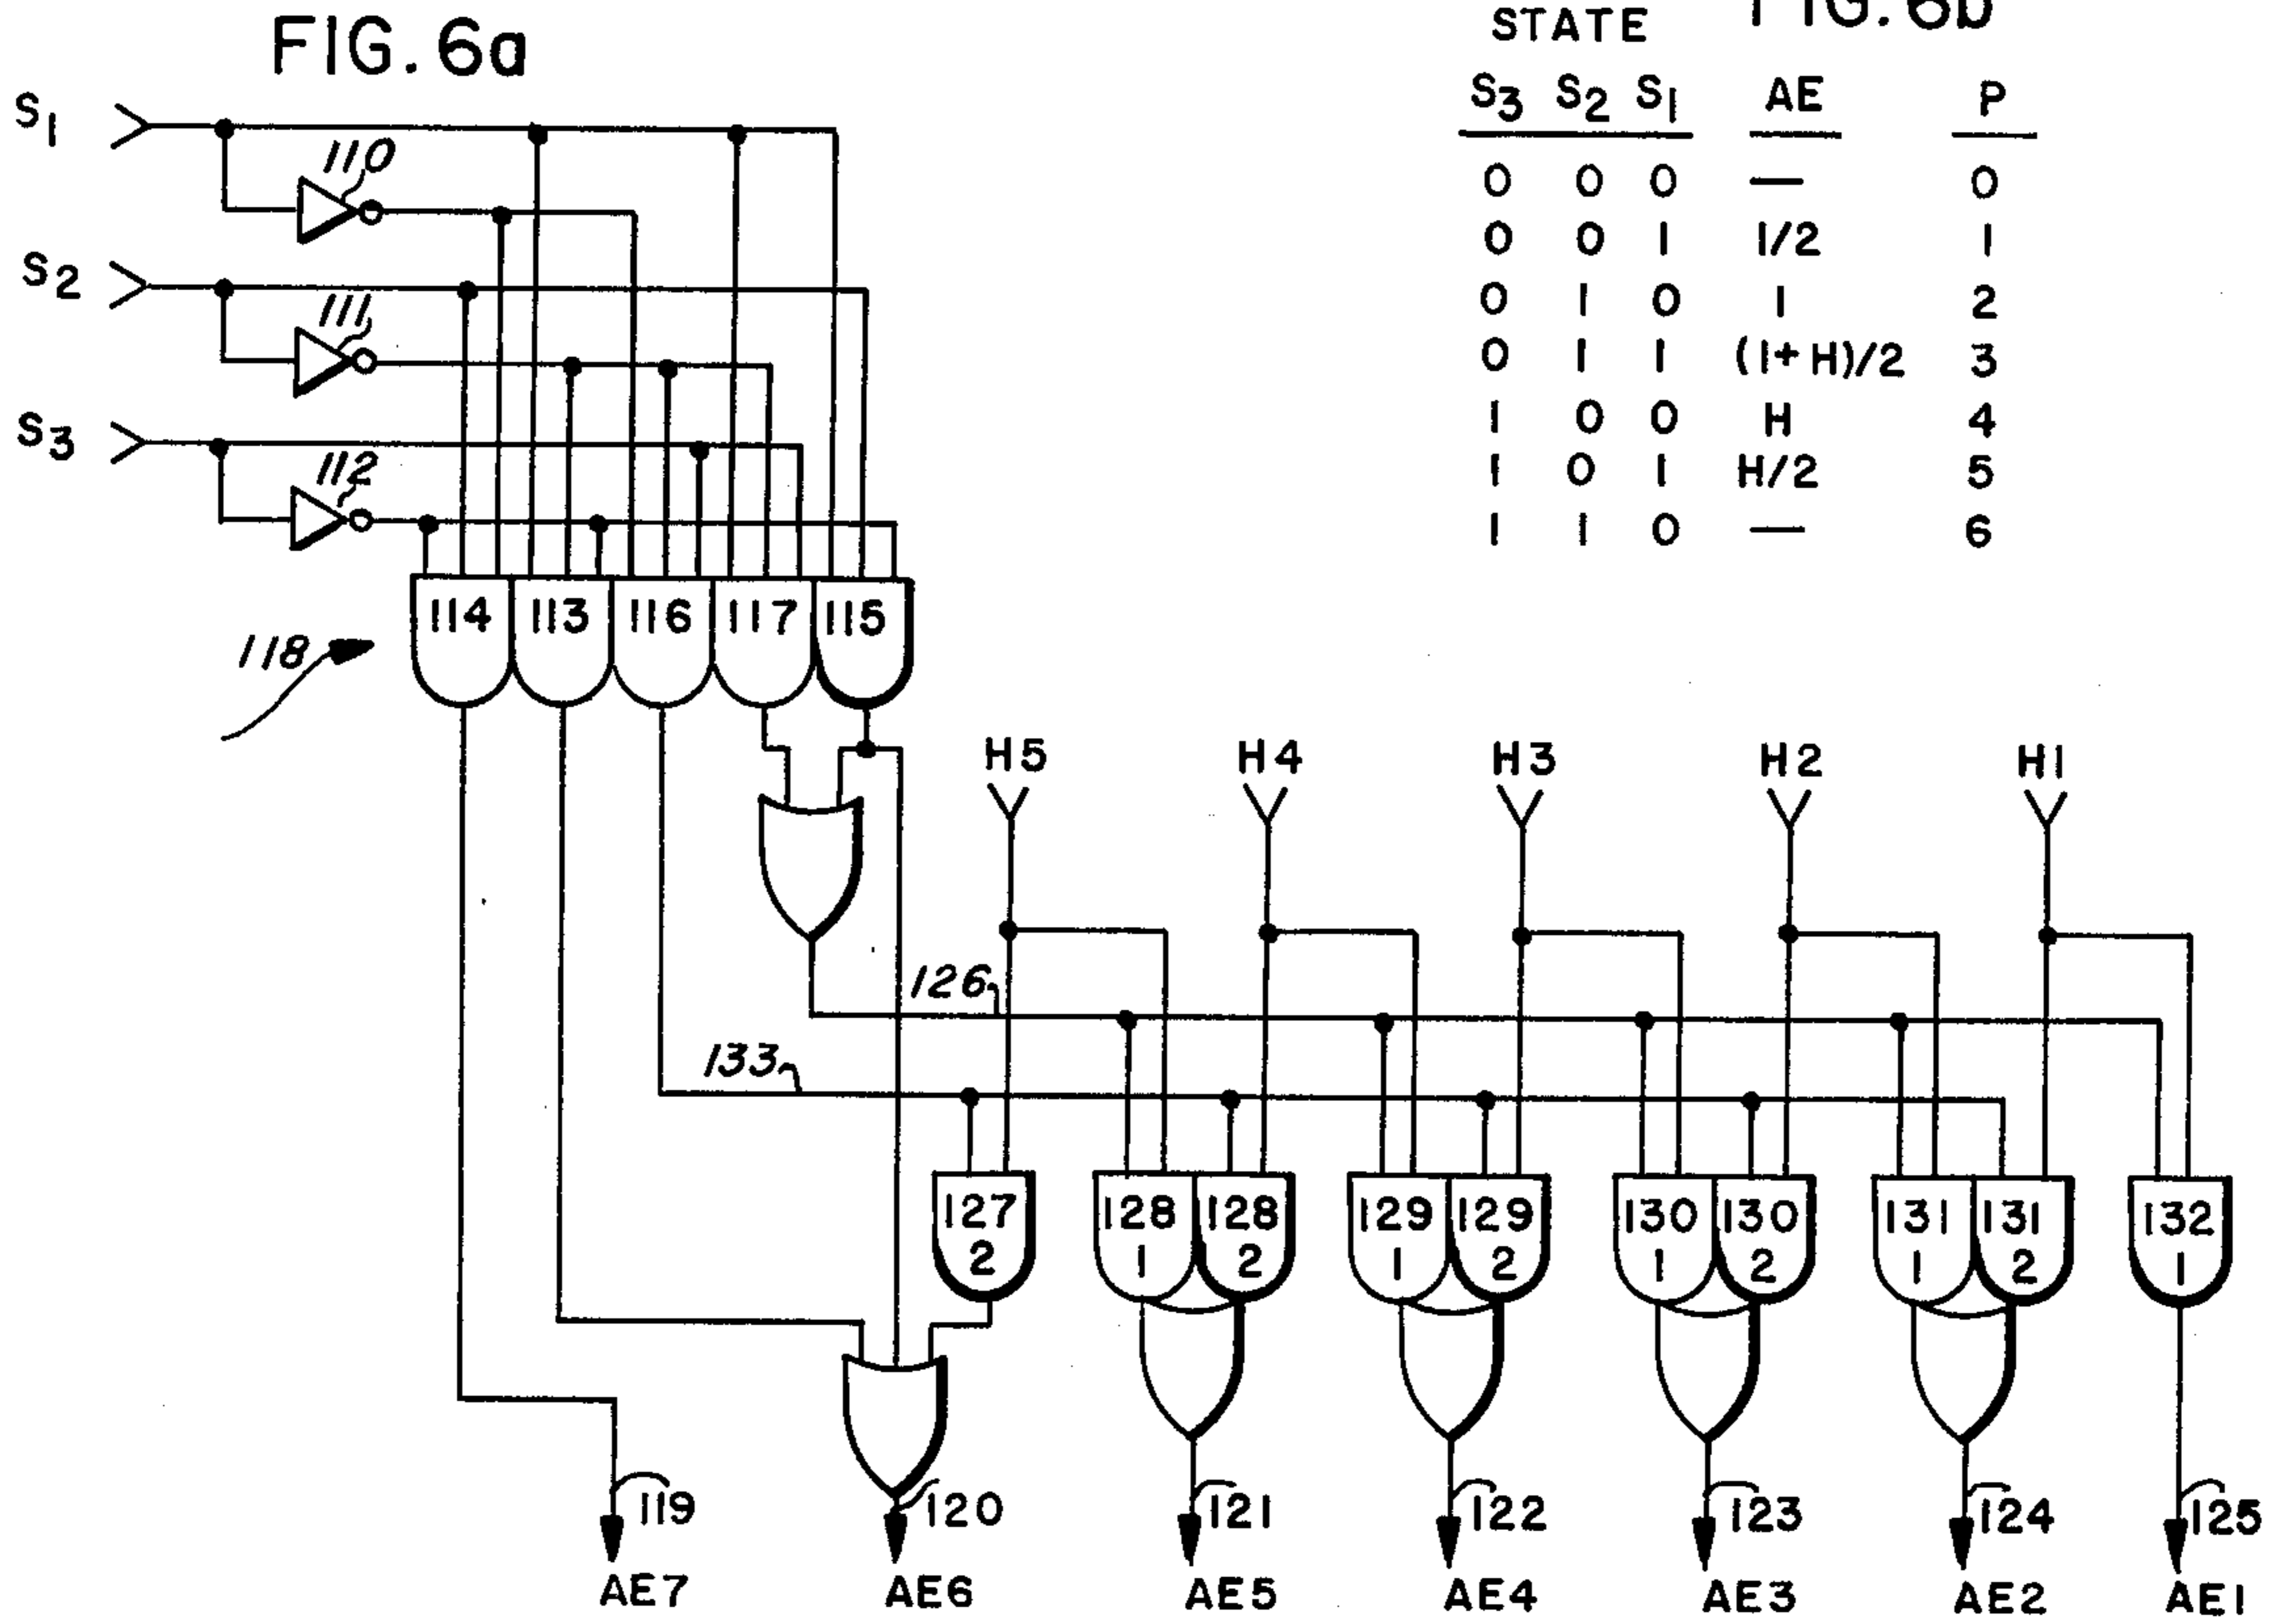 FIG. 6a
STATE FIG. 6b
S3 S2 S1 AE P
0 0 0 — 0
0 0 1 1/2 1
0 1 0 1 2
0 1 1 (1+H)/2 3
1 0 0 H 4
1 0 1 H/2 5
1 1 0 — 6
S1
110
S2
111
S3
112
114 113 116 117 115
118
H5 H4 H3 H2 H1
126
133
127 2
128 1
128 2
129 1
129 2
130 1
130 2
131 1
131 2
132 1
119 120 121 122 123 124 125
AE7 AE6 AE5 AE4 AE3 AE2 AE1